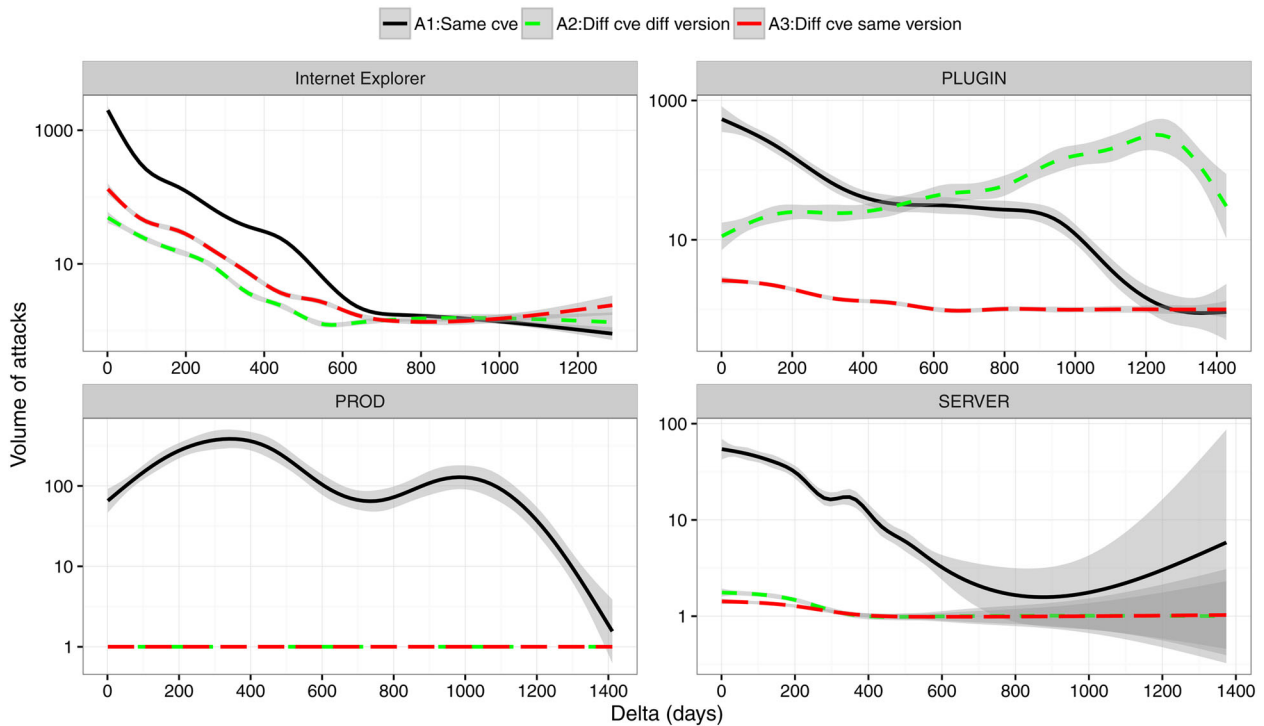 A1:Same cve A2:Diff cve diff version A3:Diff cve same version
Internet Explorer
1000
10
0 200 400 600 800 1000 1200
PLUGIN
1000
10
0 200 400 600 800 1000 1200 1400
Volume of attacks
PROD
100
10
1
0 200 400 600 800 1000 1200 1400
SERVER
100
10
1
0 200 400 600 800 1000 1200 1400
Delta (days)